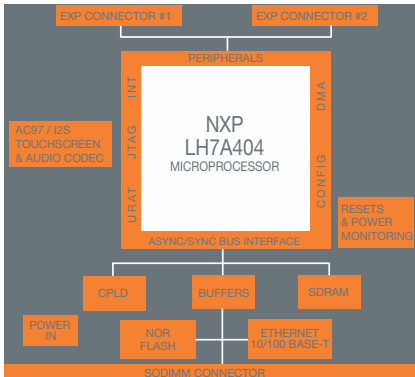 EXP CONNECTOR #1
EXP CONNECTOR #2
PERIPHERALS
INT
DMA
JTAG
CONFIG
URAT
NXP
LH7A404
MICROPROCESSOR
AC97 / I2S
TOUCHSCREEN
& AUDIO CODEC
RESETS
& POWER
MONITORING
ASYNC/SYNC BUS INTERFACE
CPLD
BUFFERS
SDRAM
POWER
IN
NOR
FLASH
ETHERNET
10/100 BASE-T
SODIMM CONNECTOR